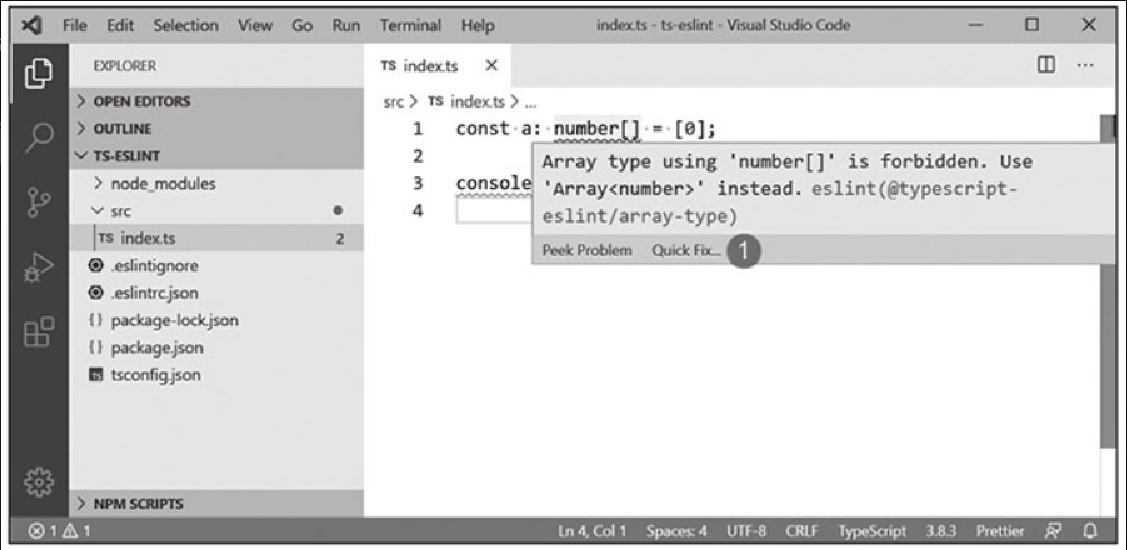 File Edit Selection View Go Run Terminal Help index.ts - ts-eslint - Visual Studio Code
EXPLORER
OPEN EDITORS
OUTLINE
TS-ESLINT
node_modules
src
TS index.ts 2
.eslintignore
.eslintrc.json
{} package-lock.json
{} package.json
TS tsconfig.json
NPM SCRIPTS
TS index.ts
src > TS index.ts > ...
1 const a: number[] = [0];
2
3 console
4
Array type using 'number[]' is forbidden. Use
'Array<number>' instead. eslint(@typescript-
eslint/array-type)
Peek Problem Quick Fix... 1
1 1 Ln 4, Col 1 Spaces: 4 UTF-8 CRLF TypeScript 3.8.3 Prettier